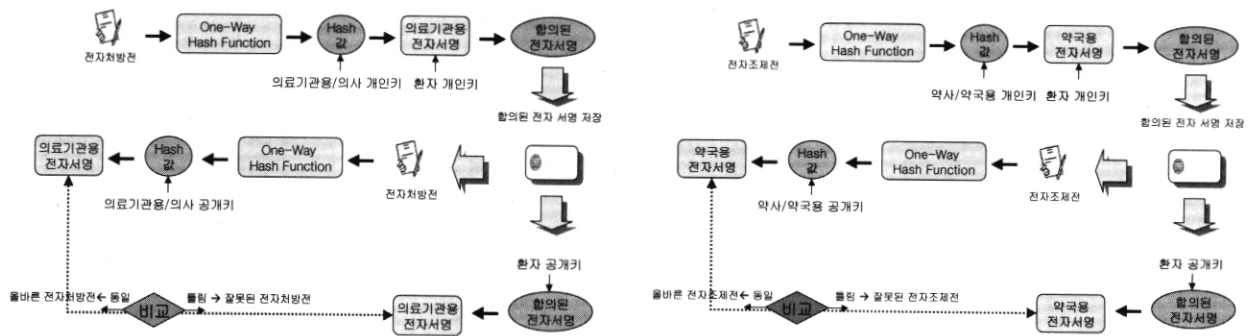 전자처방전
One-Way
Hash Function
Hash
값
의료기관용
전자서명
합의된
전자서명
의료기관용/의사 개인키
환자 개인키
합의된 전자 서명 저장
의료기관용
전자서명
Hash
값
One-Way
Hash Function
전자처방전
의료기관용/의사 공개키
환자 공개키
올바른 전자처방전← 동일
비교
틀림 → 잘못된 전자처방전
의료기관용
전자서명
합의된
전자서명
전자조제전
One-Way
Hash Function
Hash
값
약국용
전자서명
합의된
전자서명
약사/약국용 개인키
환자 개인키
합의된 전자 서명 저장
약국용
전자서명
Hash
값
One-Way
Hash Function
전자조제전
약사/약국용 공개키
환자 공개키
올바른 전자조제전← 동일
비교
틀림 → 잘못된 전자조제전
약국용
전자서명
합의된
전자서명